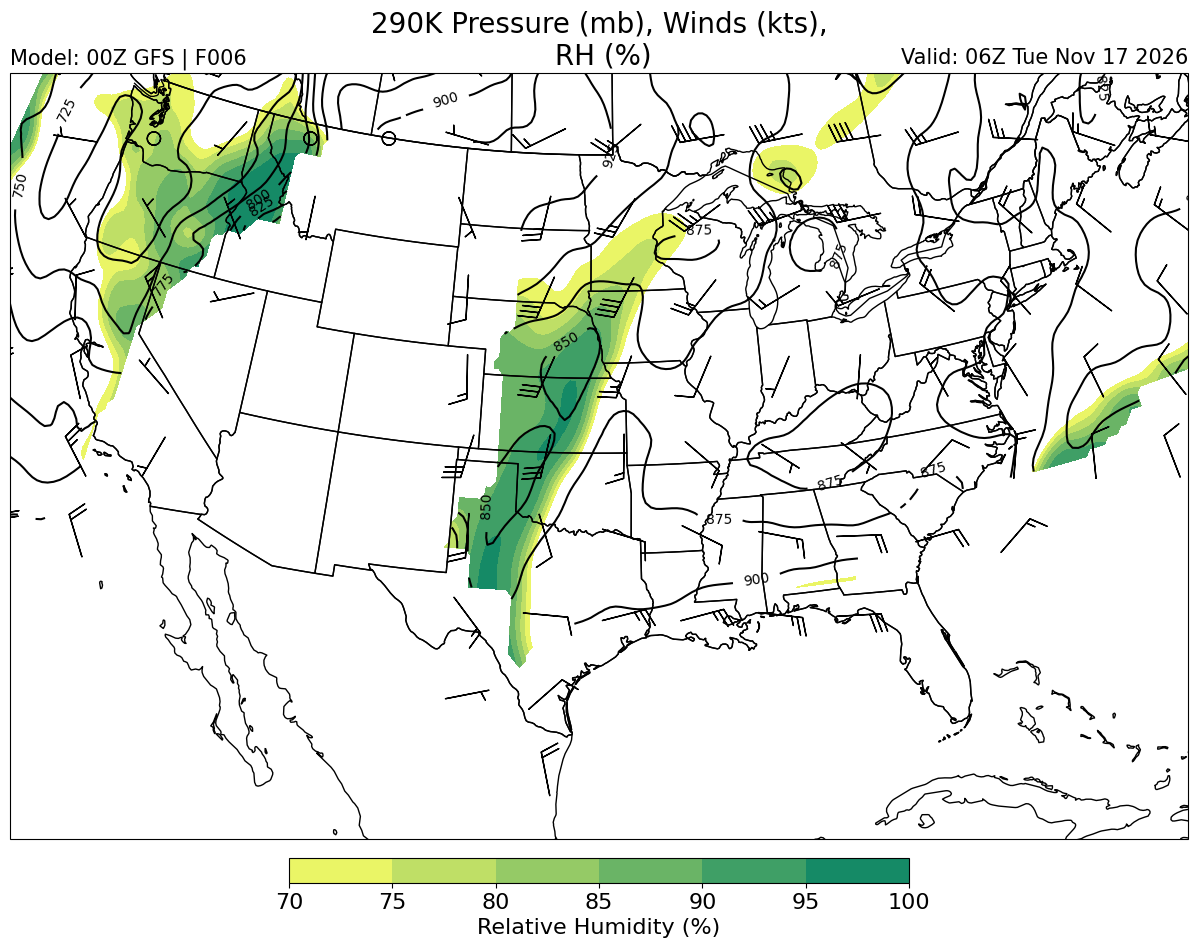 290K Pressure (mb), Winds (kts),
RH (%)
Model: 00Z GFS | F006
Valid: 06Z Tue Nov 17 2026
725
900
750
800
825
775
875
875
850
850
875
875
875
900
70 75 80 85 90 95 100
Relative Humidity (%)